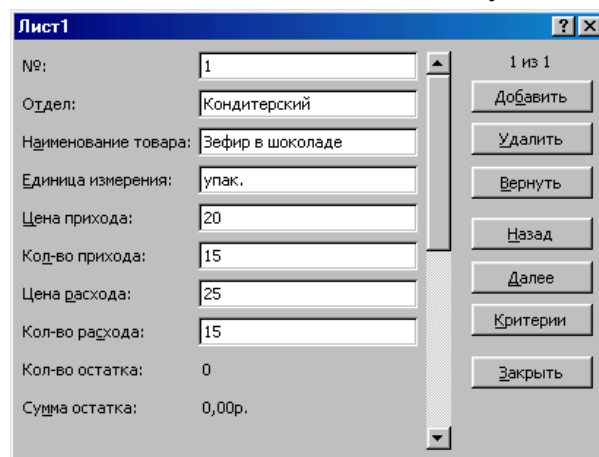 Лист1
№: 1
Отдел: Кондитерский
Наименование товара: Зефир в шоколаде
Единица измерения: упак.
Цена прихода: 20
Кол-во прихода: 15
Цена расхода: 25
Кол-во расхода: 15
Кол-во остатка: 0
Сумма остатка: 0,00р.
1 из 1
Добавить
Удалить
Вернуть
Назад
Далее
Критерии
Закрыть